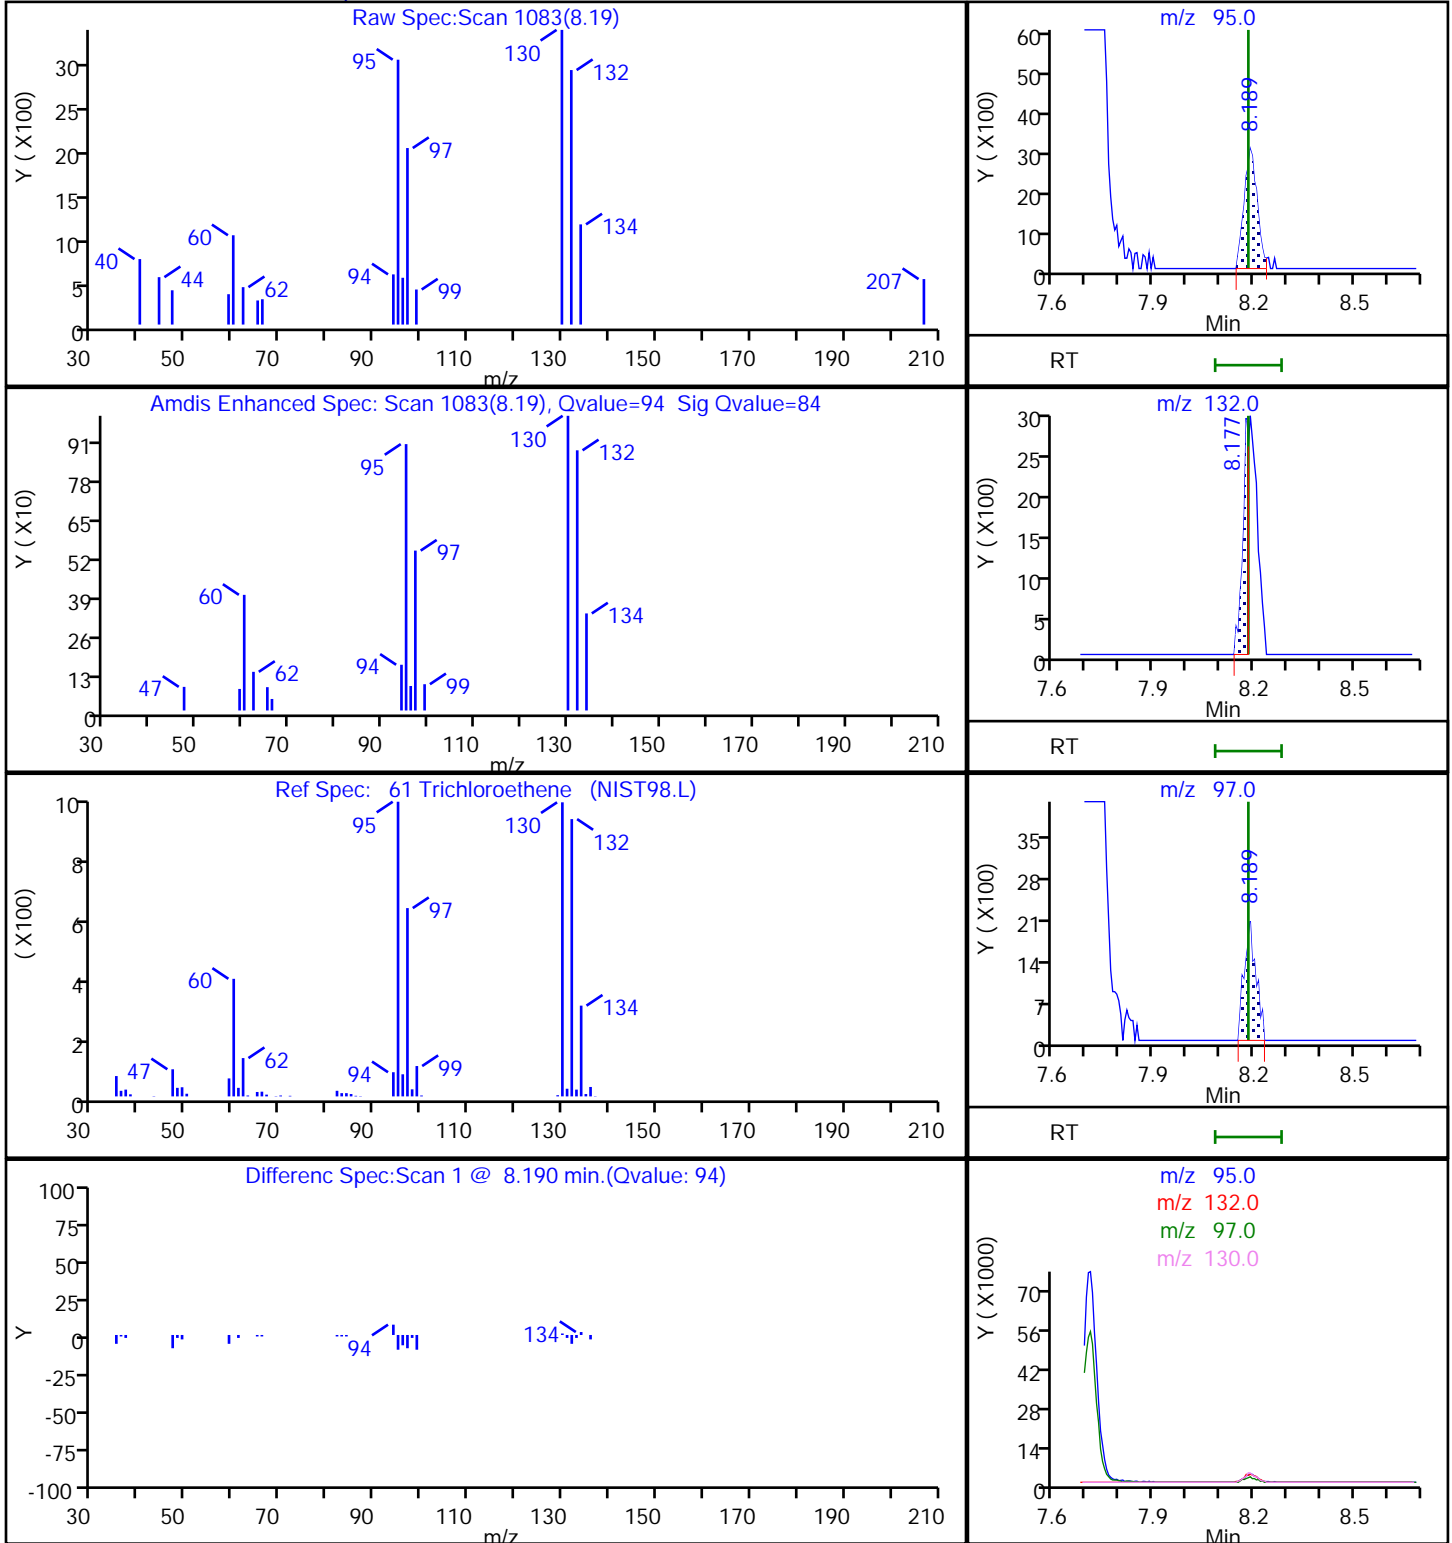 Raw Spec:Scan 1083(8.19)
Y ( X100)
30
25
20
15
10
5
0
130
95
132
97
134
60
40
94
44
62
99
207
30 50 70 90 110 130 150 170 190 210
m/z
m/z 95.0
Y ( X100)
60
50
40
30
20
10
0
8.189
7.6 7.9 8.2 8.5
Min
RT
Amdis Enhanced Spec: Scan 1083(8.19), Qvalue=94 Sig Qvalue=84
Y ( X10)
91
78
65
52
39
26
13
0
130
95
132
97
60
134
94
62
47
99
30 50 70 90 110 130 150 170 190 210
m/z
m/z 132.0
Y ( X100)
30
25
20
15
10
5
0
8.177
7.6 7.9 8.2 8.5
Min
RT
Ref Spec: 61 Trichloroethene (NIST98.L)
( X100)
10
8
6
4
2
0
95
130
132
97
60
134
47
62
94
99
30 50 70 90 110 130 150 170 190 210
m/z 97.0
Y ( X100)
35
28
21
14
7
0
8.189
7.6 7.9 8.2 8.5
Min
RT
Differenc Spec:Scan 1 @ 8.190 min.(Qvalue: 94)
Y
100
75
50
25
0
-25
-50
-75
-100
94
134
30 50 70 90 110 130 150 170 190 210
m/z
m/z 95.0
m/z 132.0
m/z 97.0
m/z 130.0
Y ( X1000)
70
56
42
28
14
0
7.6 7.9 8.2 8.5
Min